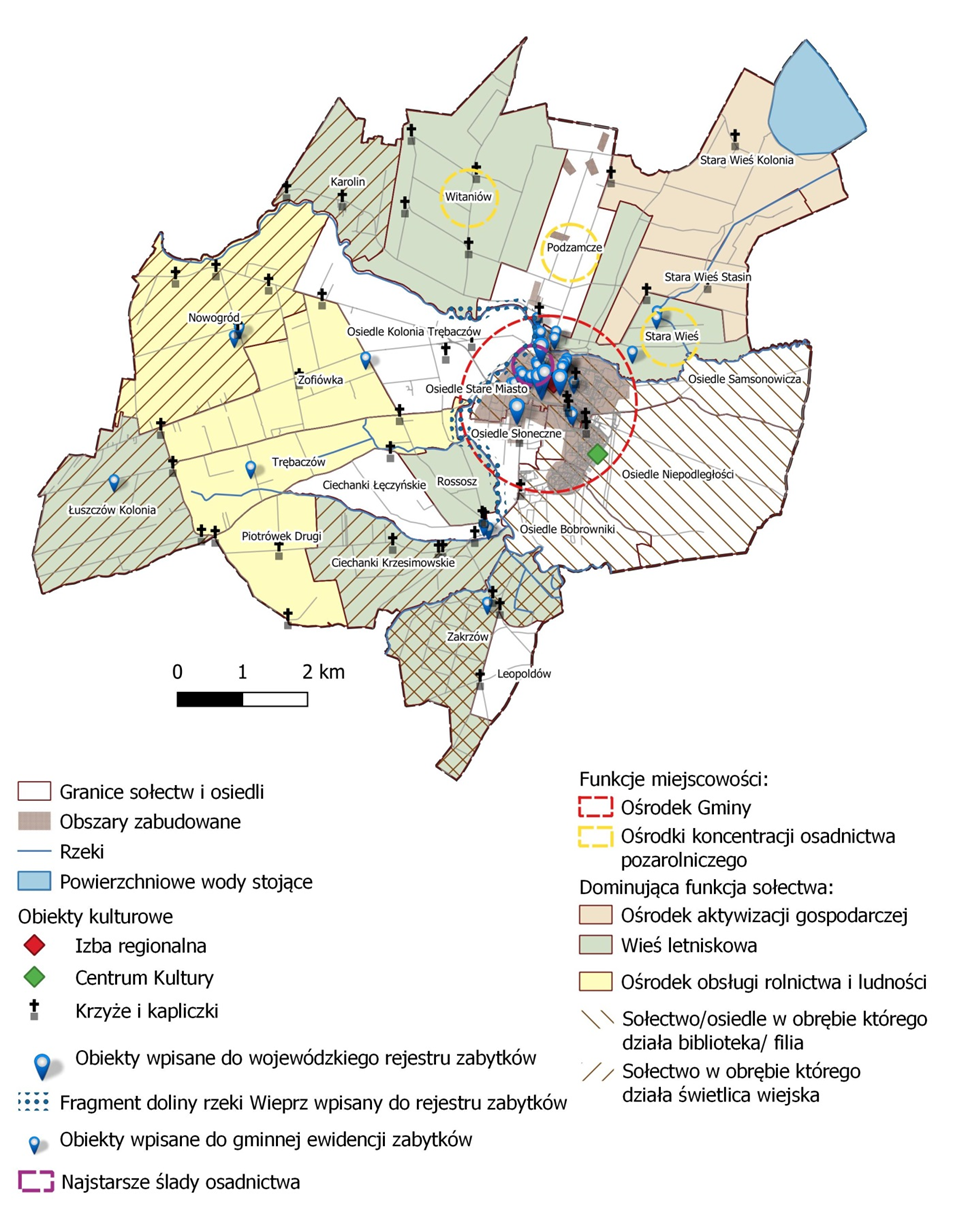 Stara Wieś Kolonia
Karolin
Witaniów
Podzamcze
Stara Wieś Stasin
Nowogród
Osiedle Kolonia Trębaczów
Stara Wieś
Zofiówka
Osiedle Samsonowicza
Osiedle Stare Miasto
Osiedle Słoneczne
Trębaczów
Osiedle Niepodległości
Ciechanki Łęczyńskie
Rossosz
Łuszczów Kolonia
Osiedle Bobrowniki
Piotrówek Drugi
Ciechanki Krzesimowskie
Zakrzów
Leopoldów
0 1 2 km
Granice sołectw i osiedli
Obszary zabudowane
Rzeki
Powierzchniowe wody stojące
Obiekty kulturowe
Izba regionalna
Centrum Kultury
Krzyże i kapliczki
Obiekty wpisane do wojewódzkiego rejestru zabytków
Fragment doliny rzeki Wieprz wpisany do rejestru zabytków
Obiekty wpisane do gminnej ewidencji zabytków
Najstarsze ślady osadnictwa
Funkcje miejscowości:
Ośrodek Gminy
Ośrodki koncentracji osadnictwa
pozarolniczego
Dominująca funkcja sołectwa:
Ośrodek aktywizacji gospodarczej
Wieś letniskowa
Ośrodek obsługi rolnictwa i ludności
Sołectwo/osiedle w obrębie którego
działa biblioteka/ filia
Sołectwo w obrębie którego
działa świetlica wiejska